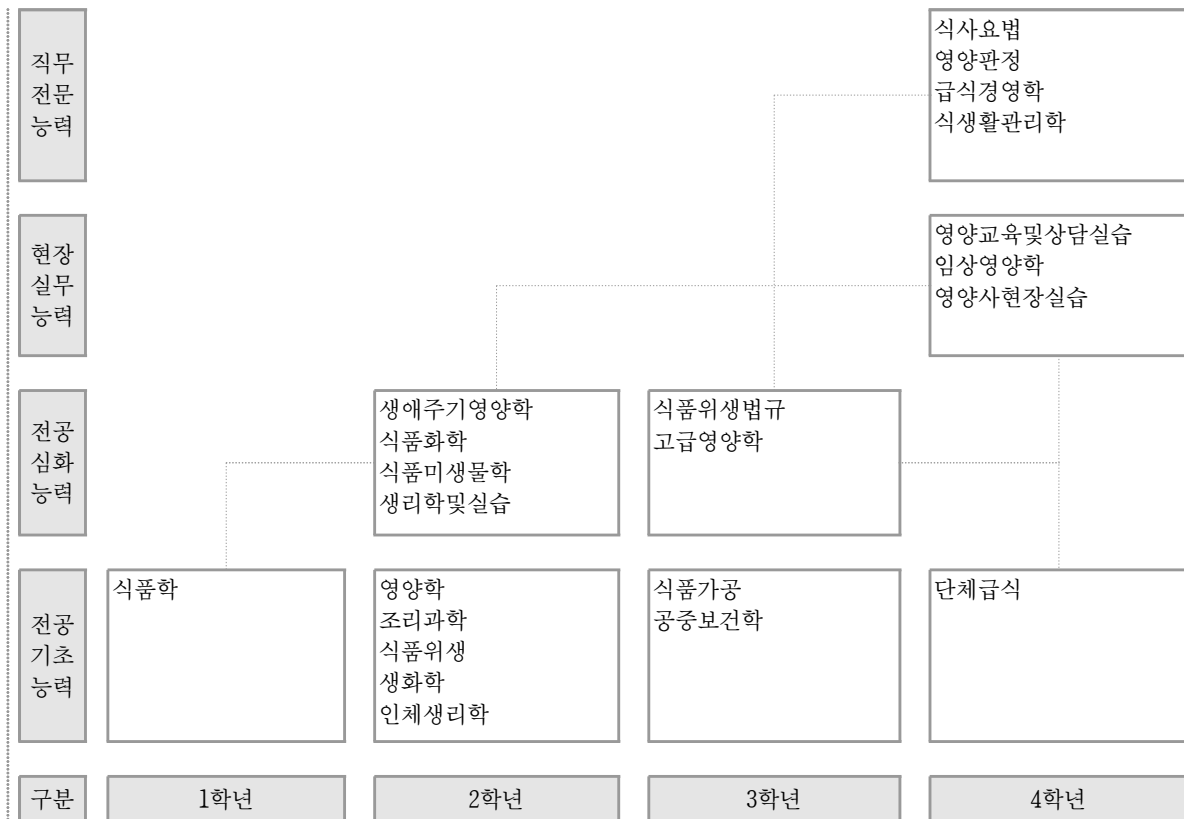 직무
전문
능력
식사요법
영양판정
급식경영학
식생활관리학
현장
실무
능력
영양교육및상담실습
임상영양학
영양사현장실습
전공
심화
능력
생애주기영양학
식품화학
식품미생물학
생리학및실습
식품위생법규
고급영양학
전공
기초
능력
식품학
영양학
조리과학
식품위생
생화학
인체생리학
식품가공
공중보건학
단체급식
구분
1학년
2학년
3학년
4학년